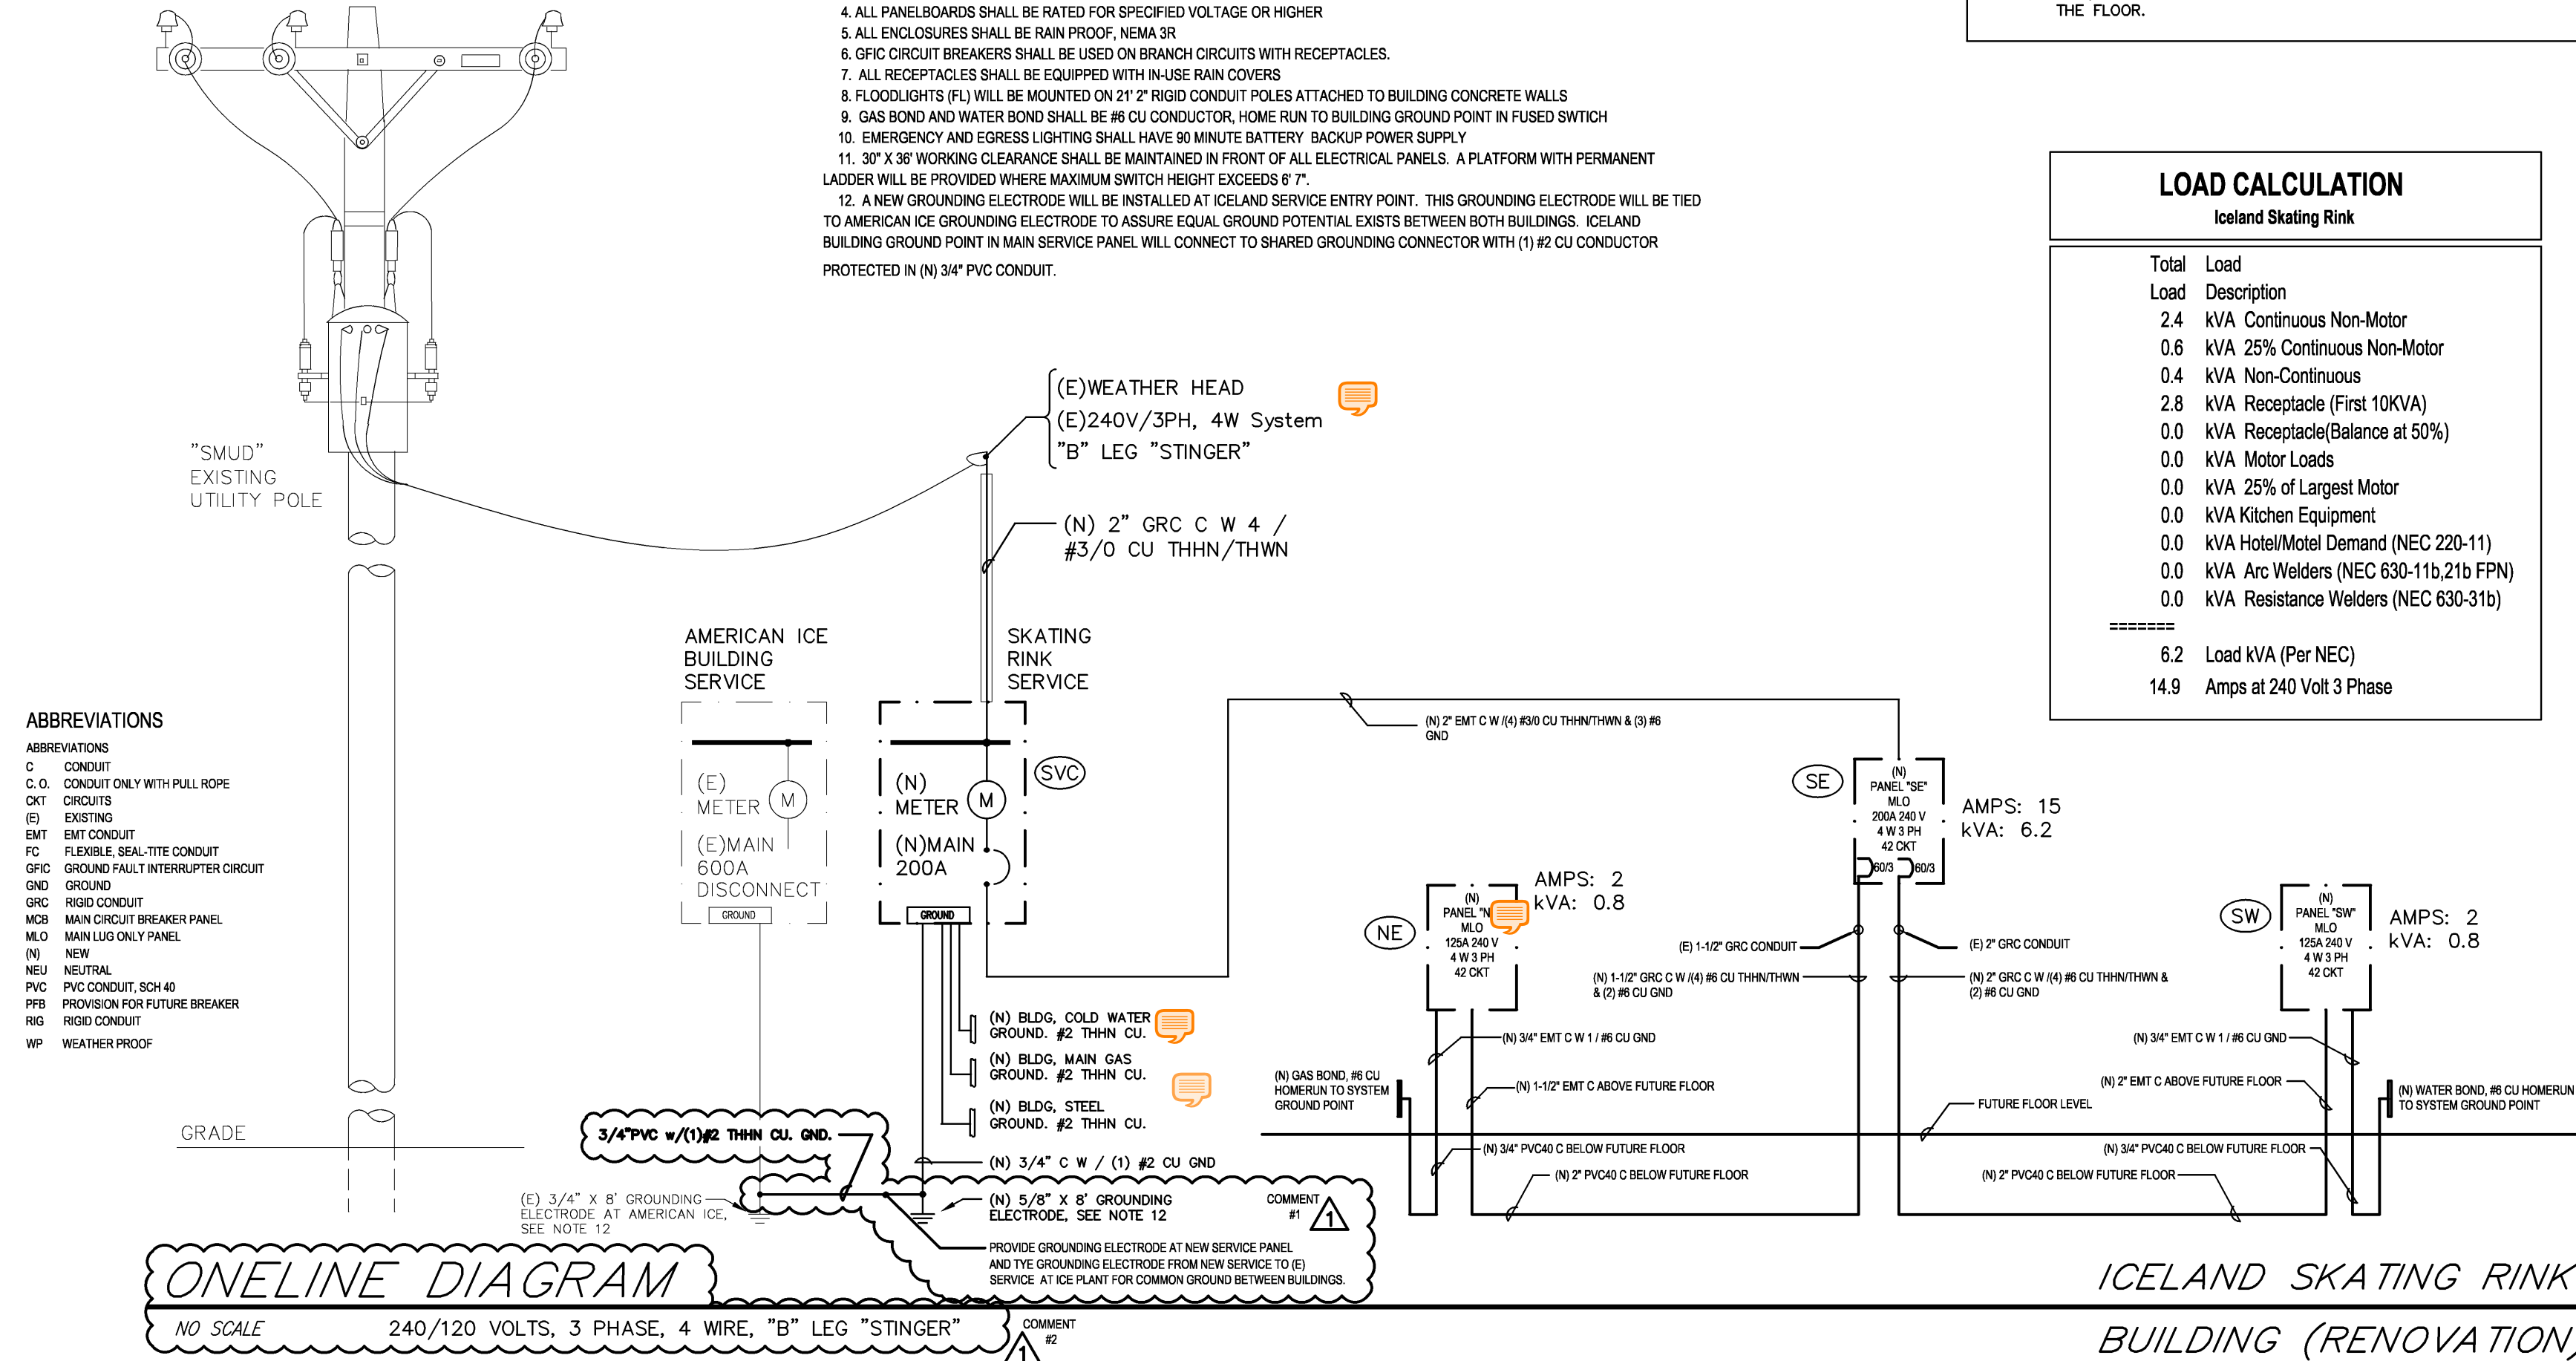 4. ALL PANELBOARDS SHALL BE RATED FOR SPECIFIED VOLTAGE OR HIGHER
5. ALL ENCLOSURES SHALL BE RAIN PROOF, NEMA 3R
6. GFIC CIRCUIT BREAKERS SHALL BE USED ON BRANCH CIRCUITS WITH RECEPTACLES.
7. ALL RECEPTACLES SHALL BE EQUIPPED WITH IN-USE RAIN COVERS
8. FLOODLIGHTS (FL) WILL BE MOUNTED ON 21' 2" RIGID CONDUIT POLES ATTACHED TO BUILDING CONCRETE WALLS
9. GAS BOND AND WATER BOND SHALL BE #6 CU CONDUCTOR, HOME RUN TO BUILDING GROUND POINT IN FUSED SWTICH
10. EMERGENCY AND EGRESS LIGHTING SHALL HAVE 90 MINUTE BATTERY BACKUP POWER SUPPLY
11. 30" X 36' WORKING CLEARANCE SHALL BE MAINTAINED IN FRONT OF ALL ELECTRICAL PANELS. A PLATFORM WITH PERMANENT
LADDER WILL BE PROVIDED WHERE MAXIMUM SWITCH HEIGHT EXCEEDS 6' 7".
12. A NEW GROUNDING ELECTRODE WILL BE INSTALLED AT ICELAND SERVICE ENTRY POINT. THIS GROUNDING ELECTRODE WILL BE TIED
TO AMERICAN ICE GROUNDING ELECTRODE TO ASSURE EQUAL GROUND POTENTIAL EXISTS BETWEEN BOTH BUILDINGS. ICELAND
BUILDING GROUND POINT IN MAIN SERVICE PANEL WILL CONNECT TO SHARED GROUNDING CONNECTOR WITH (1) #2 CU CONDUCTOR
PROTECTED IN (N) 3/4" PVC CONDUIT.
THE FLOOR.
LOAD CALCULATION
Iceland Skating Rink
Total Load
Load Description
2.4 kVA Continuous Non-Motor
0.6 kVA 25% Continuous Non-Motor
0.4 kVA Non-Continuous
2.8 kVA Receptacle (First 10KVA)
0.0 kVA Receptacle(Balance at 50%)
0.0 kVA Motor Loads
0.0 kVA 25% of Largest Motor
0.0 kVA Kitchen Equipment
0.0 kVA Hotel/Motel Demand (NEC 220-11)
0.0 kVA Arc Welders (NEC 630-11b,21b FPN)
0.0 kVA Resistance Welders (NEC 630-31b)
=======
6.2 Load kVA (Per NEC)
14.9 Amps at 240 Volt 3 Phase
"SMUD"
EXISTING
UTILITY POLE
(E)WEATHER HEAD
(E)240V/3PH, 4W System
"B" LEG "STINGER"
(N) 2" GRC C W 4 /
#3/0 CU THHN/THWN
AMERICAN ICE
BUILDING
SERVICE
(E)
METER
M
(E)MAIN
600A
DISCONNECT
GROUND
SKATING
RINK
SERVICE
(N)
METER
M
(N)MAIN
200A
GROUND
SVC
(N) 2" EMT C W /(4) #3/0 CU THHN/THWN & (3) #6
GND
SE
(N)
PANEL "SE"
MLO
200A 240 V
4 W 3 PH
42 CKT
60/3
60/3
AMPS: 15
kVA: 6.2
NE
(N)
PANEL "N
MLO
125A 240 V
4 W 3 PH
42 CKT
AMPS: 2
kVA: 0.8
SW
(N)
PANEL "SW"
MLO
125A 240 V
4 W 3 PH
42 CKT
AMPS: 2
kVA: 0.8
(E) 1-1/2" GRC CONDUIT
(N) 1-1/2" GRC C W /(4) #6 CU THHN/THWN
& (2) #6 CU GND
(E) 2" GRC CONDUIT
(N) 2" GRC C W /(4) #6 CU THHN/THWN &
(2) #6 CU GND
ABBREVIATIONS
ABBREVIATIONS
C CONDUIT
C. O. CONDUIT ONLY WITH PULL ROPE
CKT CIRCUITS
(E) EXISTING
EMT EMT CONDUIT
FC FLEXIBLE, SEAL-TITE CONDUIT
GFIC GROUND FAULT INTERRUPTER CIRCUIT
GND GROUND
GRC RIGID CONDUIT
MCB MAIN CIRCUIT BREAKER PANEL
MLO MAIN LUG ONLY PANEL
(N) NEW
NEU NEUTRAL
PVC PVC CONDUIT, SCH 40
PFB PROVISION FOR FUTURE BREAKER
RIG RIGID CONDUIT
WP WEATHER PROOF
(N) BLDG, COLD WATER
GROUND. #2 THHN CU.
(N) BLDG, MAIN GAS
GROUND. #2 THHN CU.
(N) BLDG, STEEL
GROUND. #2 THHN CU.
(N) 3/4" C W / (1) #2 CU GND
(N) GAS BOND, #6 CU
HOMERUN TO SYSTEM
GROUND POINT
(N) 3/4" EMT C W 1 / #6 CU GND
(N) 1-1/2" EMT C ABOVE FUTURE FLOOR
(N) 3/4" PVC40 C BELOW FUTURE FLOOR
(N) 2" PVC40 C BELOW FUTURE FLOOR
(N) 3/4" EMT C W 1 / #6 CU GND
(N) 2" EMT C ABOVE FUTURE FLOOR
FUTURE FLOOR LEVEL
(N) 3/4" PVC40 C BELOW FUTURE FLOOR
(N) 2" PVC40 C BELOW FUTURE FLOOR
(N) WATER BOND, #6 CU HOMERUN
TO SYSTEM GROUND POINT
GRADE
3/4"PVC w/(1)#2 THHN CU. GND.
(E) 3/4" X 8' GROUNDING
ELECTRODE AT AMERICAN ICE,
SEE NOTE 12
(N) 5/8" X 8' GROUNDING
ELECTRODE, SEE NOTE 12
COMMENT
#1
1
PROVIDE GROUNDING ELECTRODE AT NEW SERVICE PANEL
AND TYE GROUNDING ELECTRODE FROM NEW SERVICE TO (E)
SERVICE AT ICE PLANT FOR COMMON GROUND BETWEEN BUILDINGS.
ONELINE DIAGRAM
NO SCALE
240/120 VOLTS, 3 PHASE, 4 WIRE, "B" LEG "STINGER"
COMMENT
#2
1
ICELAND SKATING RINK
BUILDING (RENOVATION)